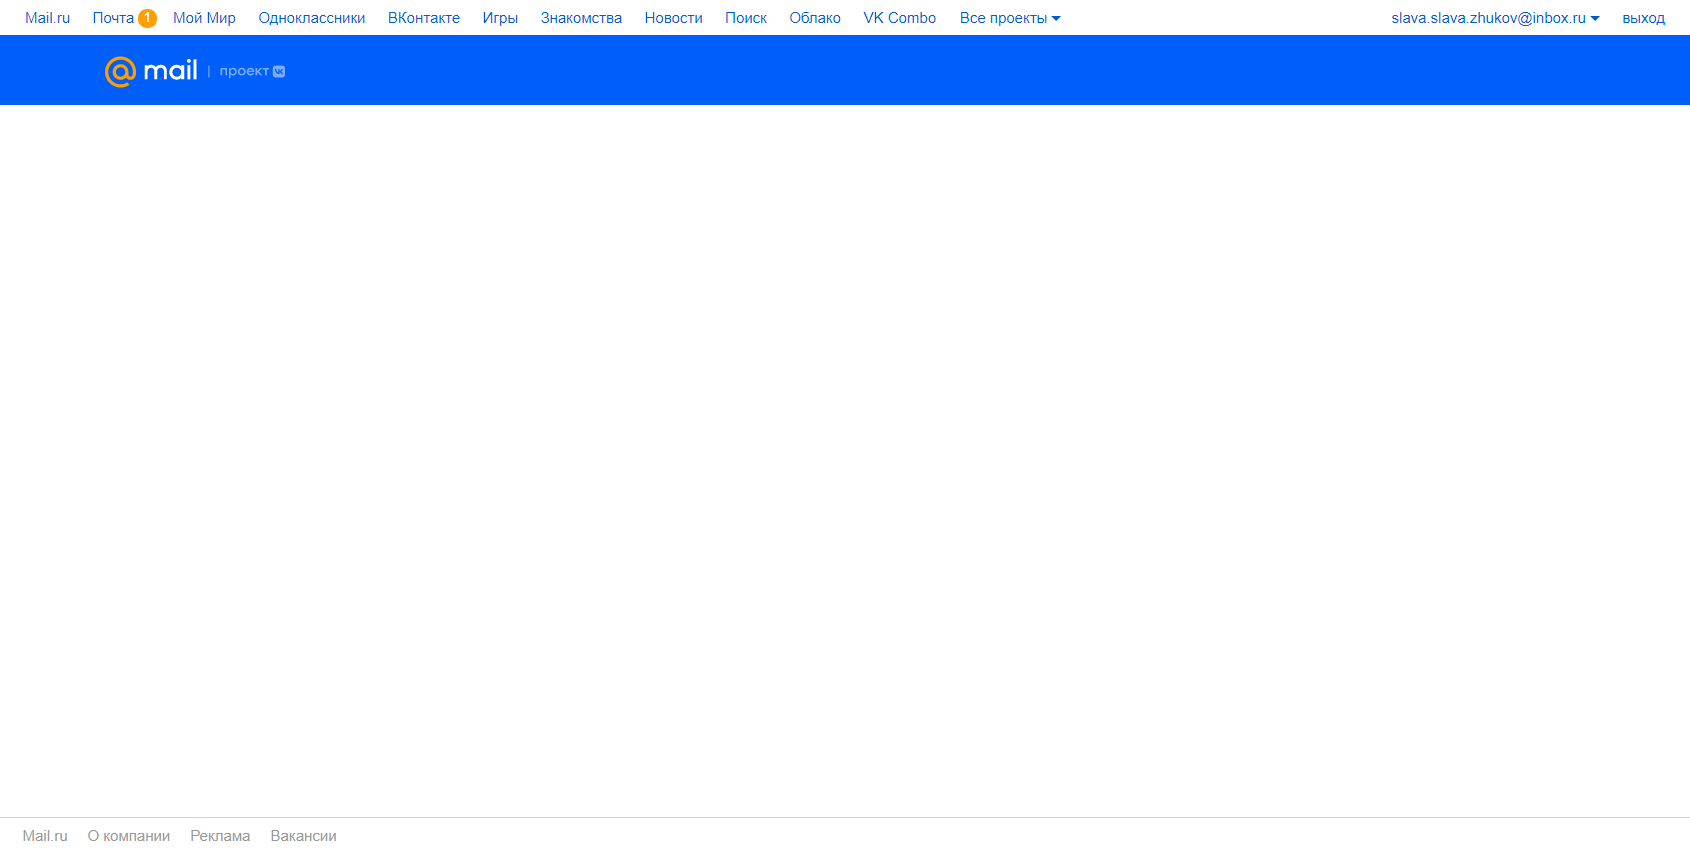 Mail.ru Почта 1 Мой Мир Одноклассники ВКонтакте Игры Знакомства Новости Поиск Облако VK Combo Все проекты slava.slava.zhukov@inbox.ru выход
@mail | проект VK
Mail.ru О компании Реклама Вакансии